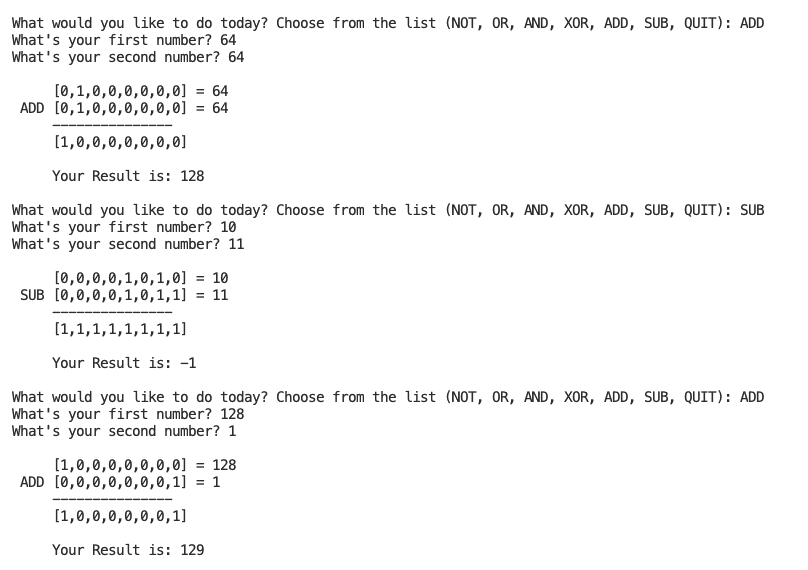 What would you like to do today? Choose from the list (NOT, OR, AND, XOR, ADD, SUB, QUIT): ADD
What's your first number? 64
What's your second number? 64
[0,1,0,0,0,0,0,0] = 64
ADD [0,1,0,0,0,0,0,0] = 64
---------------
[1,0,0,0,0,0,0,0]
Your Result is: 128
What would you like to do today? Choose from the list (NOT, OR, AND, XOR, ADD, SUB, QUIT): SUB
What's your first number? 10
What's your second number? 11
[0,0,0,0,1,0,1,0] = 10
SUB [0,0,0,0,1,0,1,1] = 11
---------------
[1,1,1,1,1,1,1,1]
Your Result is: -1
What would you like to do today? Choose from the list (NOT, OR, AND, XOR, ADD, SUB, QUIT): ADD
What's your first number? 128
What's your second number? 1
[1,0,0,0,0,0,0,0] = 128
ADD [0,0,0,0,0,0,0,1] = 1
---------------
[1,0,0,0,0,0,0,1]
Your Result is: 129